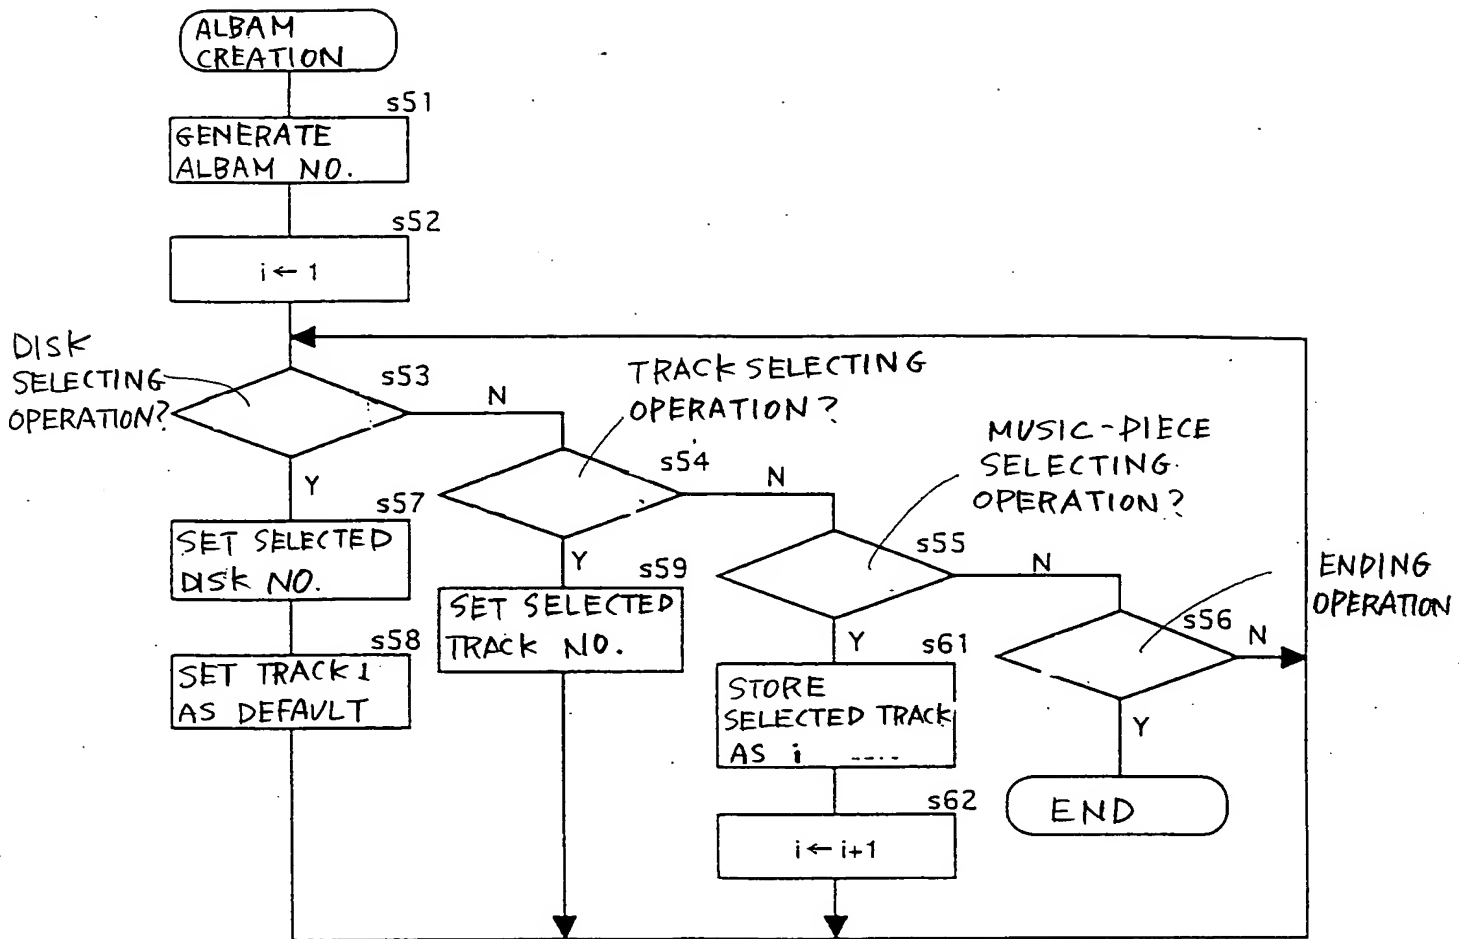 ALBAM
CREATION
s51
GENERATE
ALBAM NO.
s52
i ← 1
DISK
SELECTING
OPERATION?
s53
N
Y
TRACK SELECTING
OPERATION?
s54
N
Y
MUSIC-PIECE
SELECTING
OPERATION?
s55
N
Y
ENDING
OPERATION
s56
N
Y
s57
SET SELECTED
DISK NO.
s58
SET TRACK 1
AS DEFAULT
s59
SET SELECTED
TRACK NO.
s61
STORE
SELECTED TRACK
AS i ....
s62
i ← i+1
END